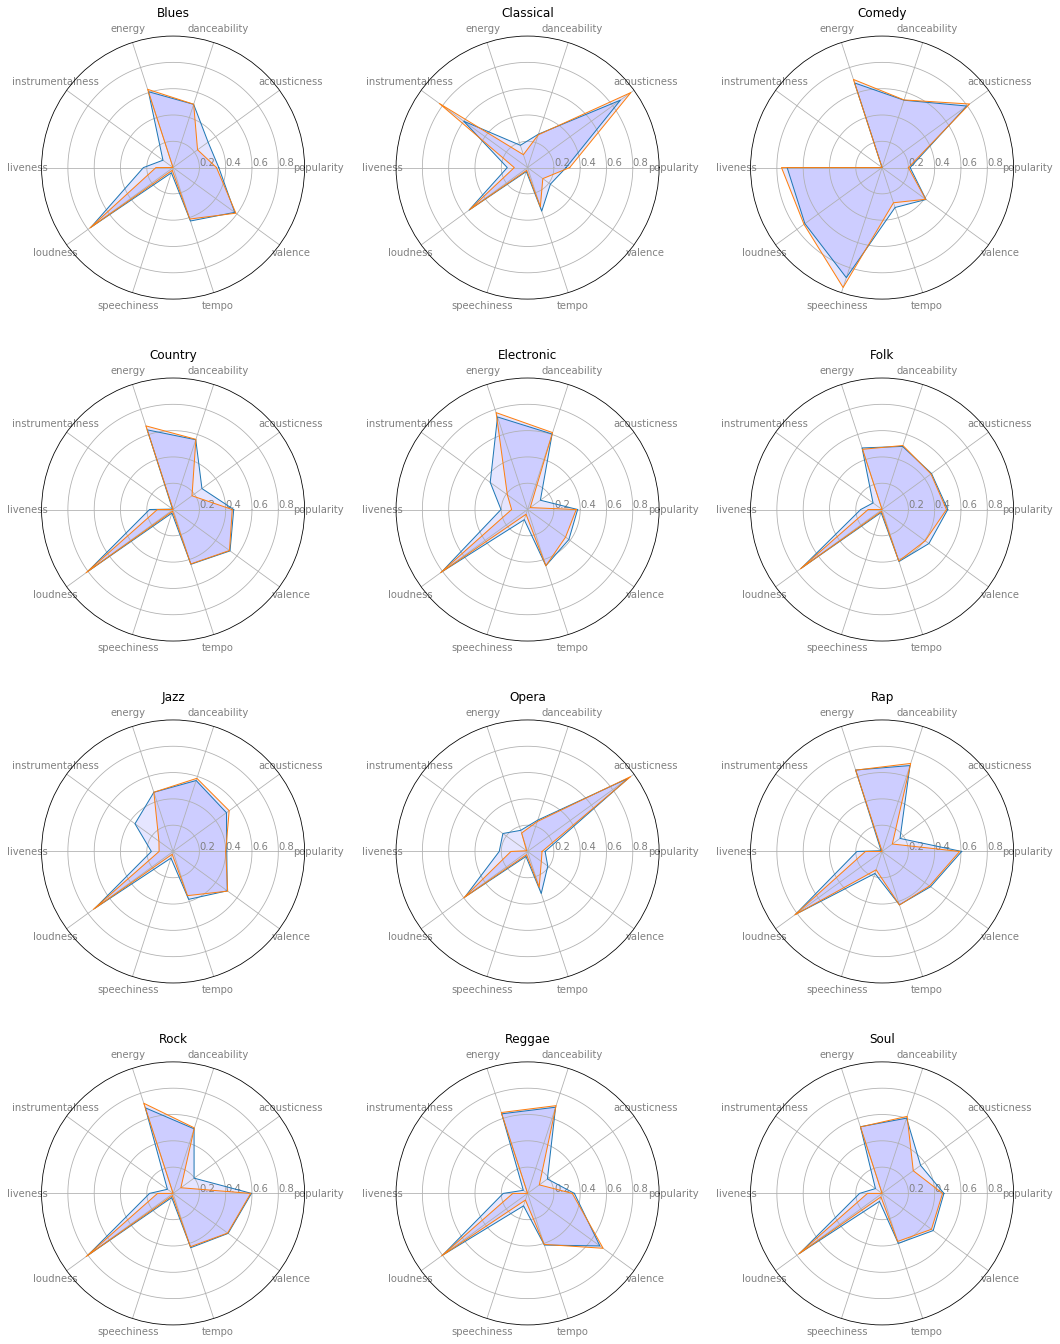 Blues
Classical
Comedy
energy danceability
energy danceability
energy danceability
instrumentalness acousticness
instrumentalness acousticness
instrumentalness acousticness
liveness 0.2 0.4 0.6 0.8 popularity
liveness 0.2 0.4 0.6 0.8 popularity
liveness 0.2 0.4 0.6 0.8 popularity
loudness valence
loudness valence
loudness valence
speechiness tempo
speechiness tempo
speechiness tempo
Country
Electronic
Folk
energy danceability
energy danceability
energy danceability
instrumentalness acousticness
instrumentalness acousticness
instrumentalness acousticness
liveness 0.2 0.4 0.6 0.8 popularity
liveness 0.2 0.4 0.6 0.8 popularity
liveness 0.2 0.4 0.6 0.8 popularity
loudness valence
loudness valence
loudness valence
speechiness tempo
speechiness tempo
speechiness tempo
Jazz
Opera
Rap
energy danceability
energy danceability
energy danceability
instrumentalness acousticness
instrumentalness acousticness
instrumentalness acousticness
liveness 0.2 0.4 0.6 0.8 popularity
liveness 0.2 0.4 0.6 0.8 popularity
liveness 0.2 0.4 0.6 0.8 popularity
loudness valence
loudness valence
loudness valence
speechiness tempo
speechiness tempo
speechiness tempo
Rock
Reggae
Soul
energy danceability
energy danceability
energy danceability
instrumentalness acousticness
instrumentalness acousticness
instrumentalness acousticness
liveness 0.2 0.4 0.6 0.8 popularity
liveness 0.2 0.4 0.6 0.8 popularity
liveness 0.2 0.4 0.6 0.8 popularity
loudness valence
loudness valence
loudness valence
speechiness tempo
speechiness tempo
speechiness tempo